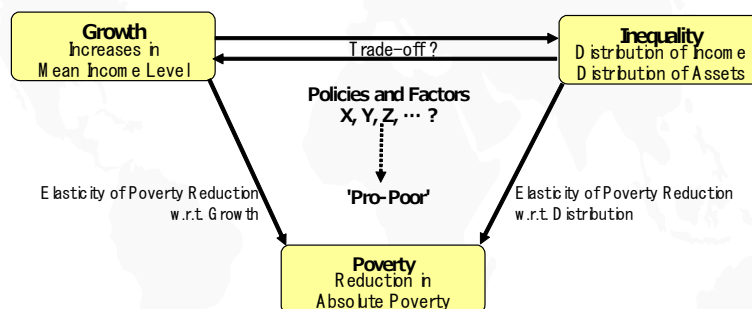 Growth
Increases in
Mean Income Level
Trade-off ?
Inequality
Distribution of Income
Distribution of Assets
Policies and Factors
X, Y, Z, ··· ?
'Pro-Poor'
Elasticity of Poverty Reduction
w.r.t. Growth
Elasticity of Poverty Reduction
w.r.t. Distribution
Poverty
Reduction in
Absolute Poverty